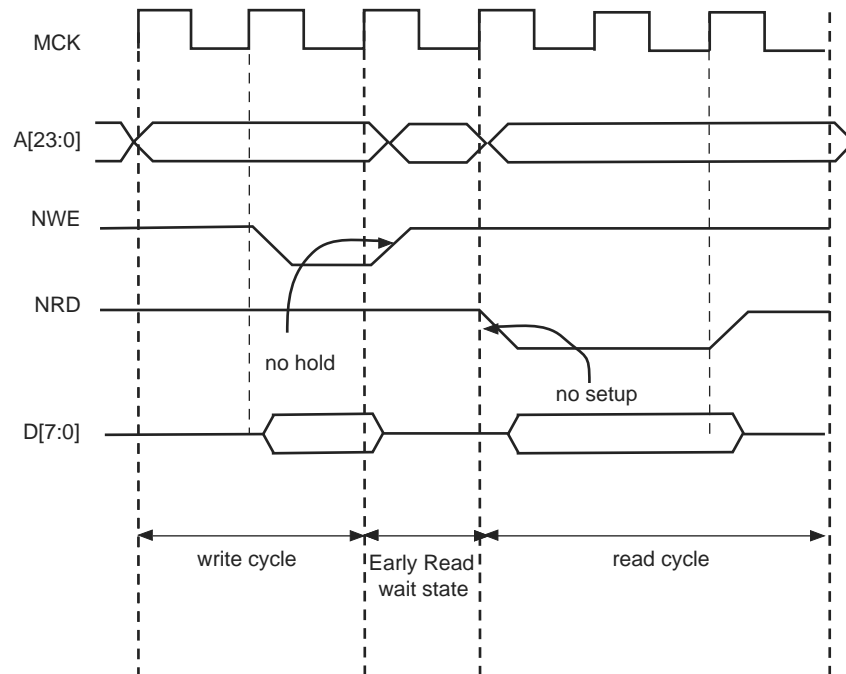 MCK
A[23:0]
NWE
NRD
no hold
no setup
D[7:0]
write cycle
Early Read
wait state
read cycle